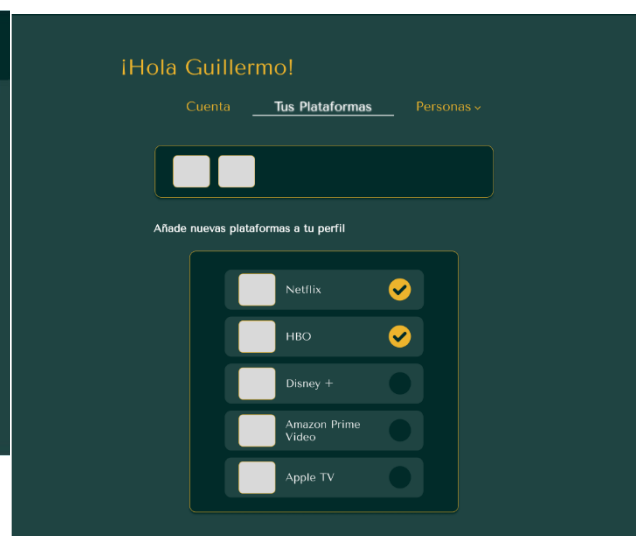 ¡Hola Guillermo!
Cuenta Tus Plataformas Personas
Añade nuevas plataformas a tu perfil
Netflix
HBO
Disney +
Amazon Prime
Video
Apple TV